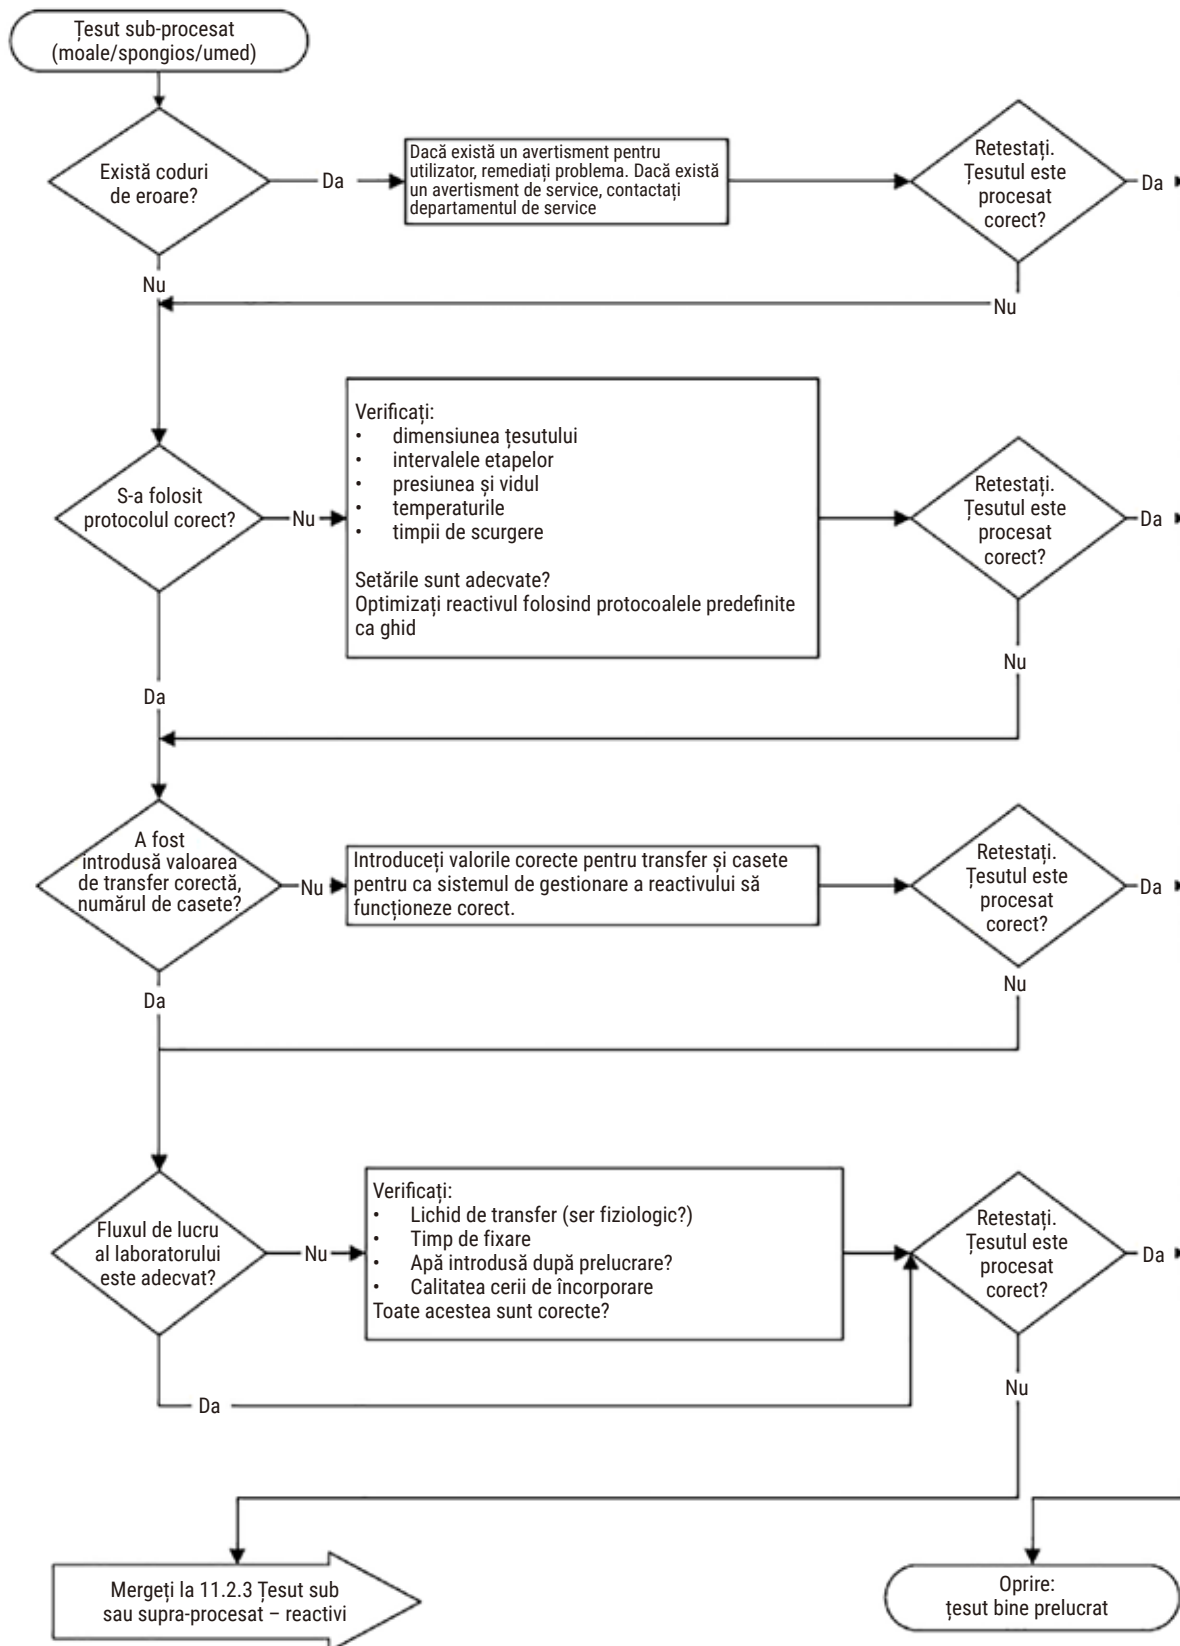 Țesut sub-procesat
(moale/spongios/umed)
Există coduri
de eroare?
Da
Dacă există un avertisment pentru
utilizator, remediați problema. Dacă există
un avertisment de service, contactați
departamentul de service
Retestați.
Țesutul este
procesat
corect?
Da
Nu
Nu
S-a folosit
protocolul corect?
Nu
Verificați:
• dimensiunea țesutului
• intervalele etapelor
• presiunea și vidul
• temperaturile
• timpii de scurgere
Setările sunt adecvate?
Optimizați reactivul folosind protocoalele predefinite
ca ghid
Retestați.
Țesutul este
procesat
corect?
Da
Nu
Da
A fost
introdusă valoarea
de transfer corectă,
numărul de casete?
Nu
Introduceți valorile corecte pentru transfer și casete
pentru ca sistemul de gestionare a reactivului să
funcționeze corect.
Retestați.
Țesutul este
procesat
corect?
Da
Nu
Da
Fluxul de lucru
al laboratorului
este adecvat?
Nu
Verificați:
• Lichid de transfer (ser fiziologic?)
• Timp de fixare
• Apă introdusă după prelucrare?
• Calitatea cerii de încorporare
Toate acestea sunt corecte?
Retestați.
Țesutul este
procesat
corect?
Da
Nu
Da
Mergeți la 11.2.3 Țesut sub
sau supra-procesat – reactivi
Oprire:
țesut bine prelucrat